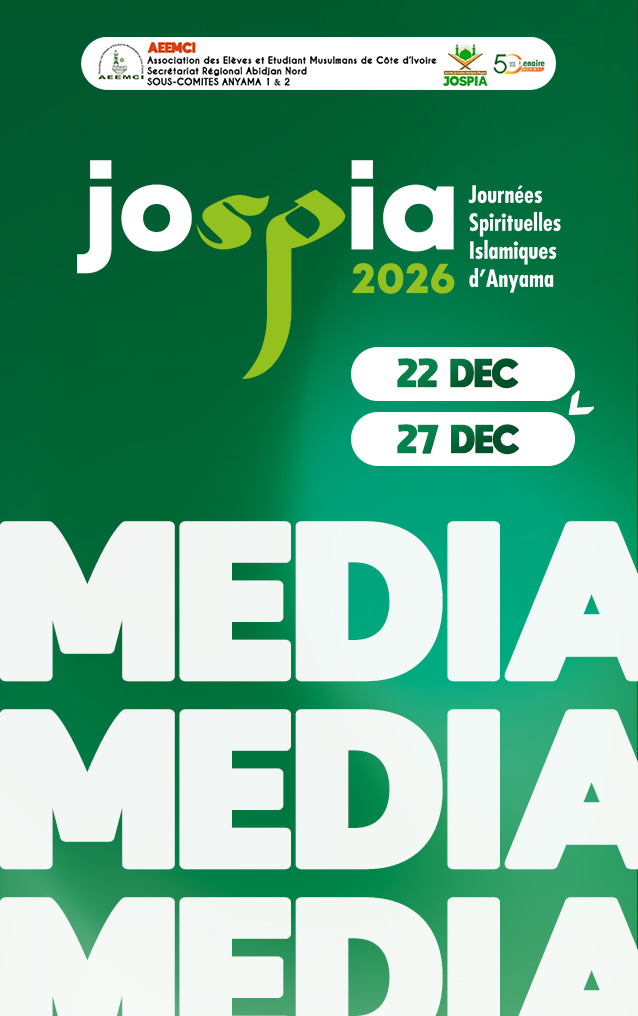 AEEMCI
AEEMCI
Association des Elèves et Etudiant Musulmans de Côte d'Ivoire
Secrétariat Régional Abidjan Nord
SOUS-COMITES ANYAMA 1 & 2
JOSPIA
50enaire
jospia
2026
Journées
Spirituelles
Islamiques
d'Anyama
22 DEC
27 DEC
MEDIA
MEDIA
MEDIA